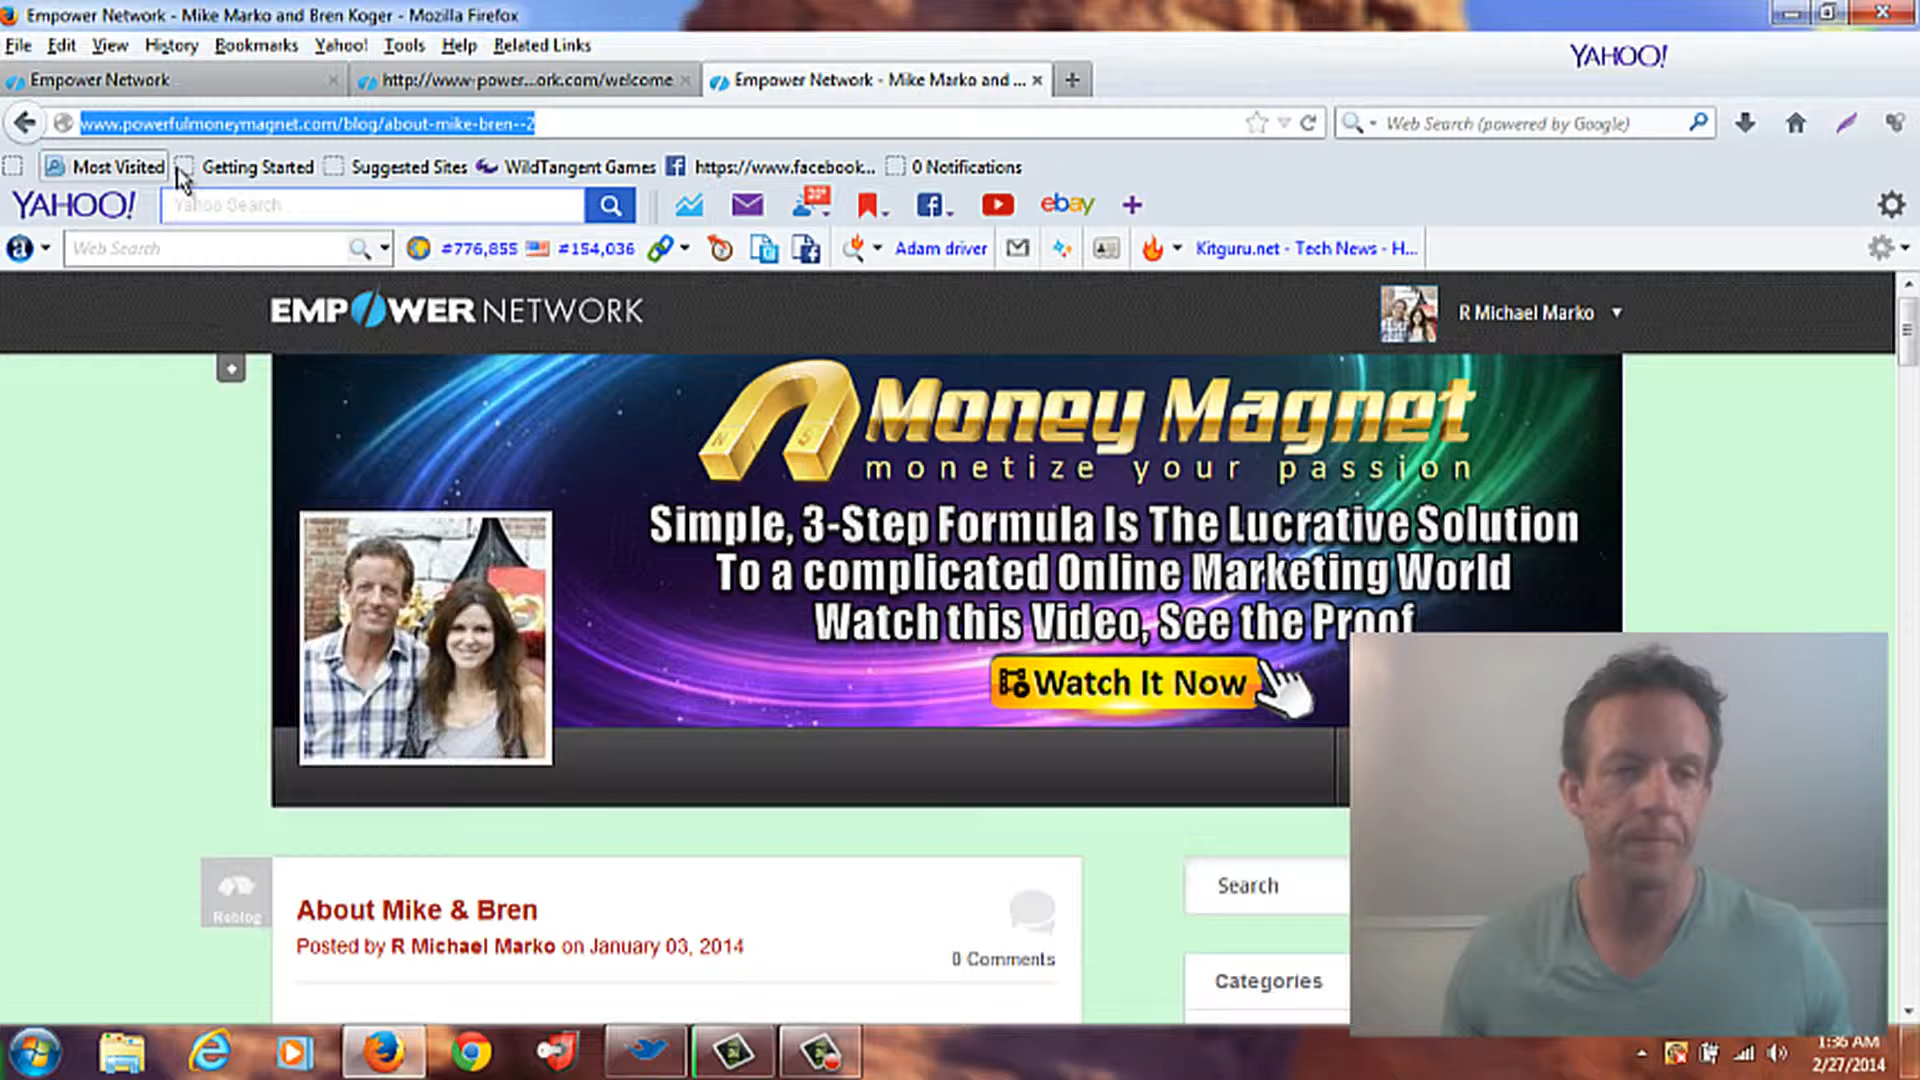 Empower Network - Mike Marko and Bren Koger - Mozilla Firefox
File Edit View History Bookmarks Yahoo! Tools Help Related Links
YAHOO!
Empower Network
http://www-power...ork.com/welcome
Empower Network - Mike Marko and ...
www.powerfulmoneymagnet.com/blog/about-mike-bren--2
Web Search (powered by Google)
Most Visited Getting Started Suggested Sites WildTangent Games https://www.facebook... 0 Notifications
YAHOO! Yahoo Search ebay
a Web Search #776,855 #154,036 Adam driver Kitguru.net - Tech News - H...
EMPOWER NETWORK
R Michael Marko
Money Magnet
monetize your passion
Simple, 3-Step Formula Is The Lucrative Solution
To a complicated Online Marketing World
Watch this Video, See the Proof
Watch It Now
Reblog
About Mike & Bren
Posted by R Michael Marko on January 03, 2014
0 Comments
Search
Categories
1:36 AM
2/27/2014